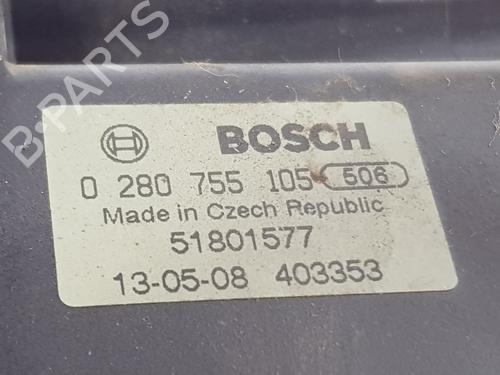 B-PARTS
BOSCH
0 280 755 105 506
Made in Czech Republic
51801577
13-05-08 403353